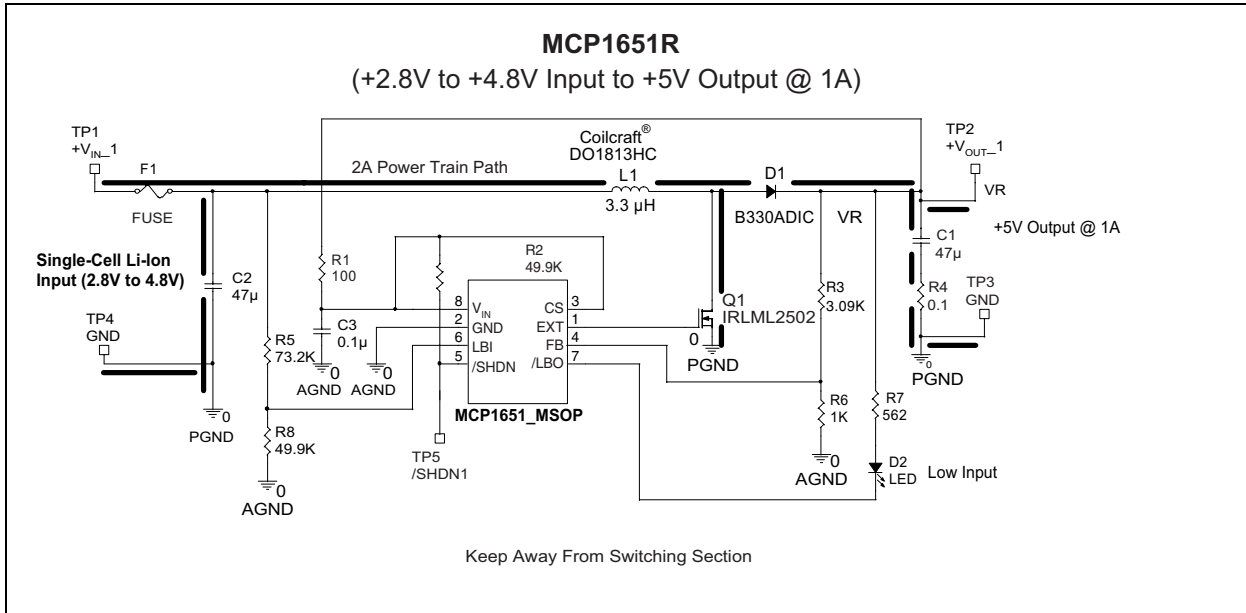 MCP1651R
(+2.8V to +4.8V Input to +5V Output @ 1A)
TP1
+VIN_1
F1
FUSE
2A Power Train Path
Coilcraft®
DO1813HC
L1
3.3 µH
D1
B330ADIC
VR
TP2
+VOUT_1
VR
+5V Output @ 1A
Single-Cell Li-Ion
Input (2.8V to 4.8V)
C2
47µ
TP4
GND
0
PGND
R5
73.2K
R8
49.9K
0
AGND
R1
100
C3
0.1µ
0
AGND
0
AGND
R2
49.9K
8
VIN
2
GND
6
LBI
5
/SHDN
CS
3
EXT
1
FB
4
/LBO
7
MCP1651_MSOP
TP5
/SHDN1
Q1
IRLML2502
0
PGND
R3
3.09K
R6
1K
0
AGND
C1
47µ
R4
0.1
TP3
GND
0
PGND
R7
562
D2
LED
Low Input
Keep Away From Switching Section